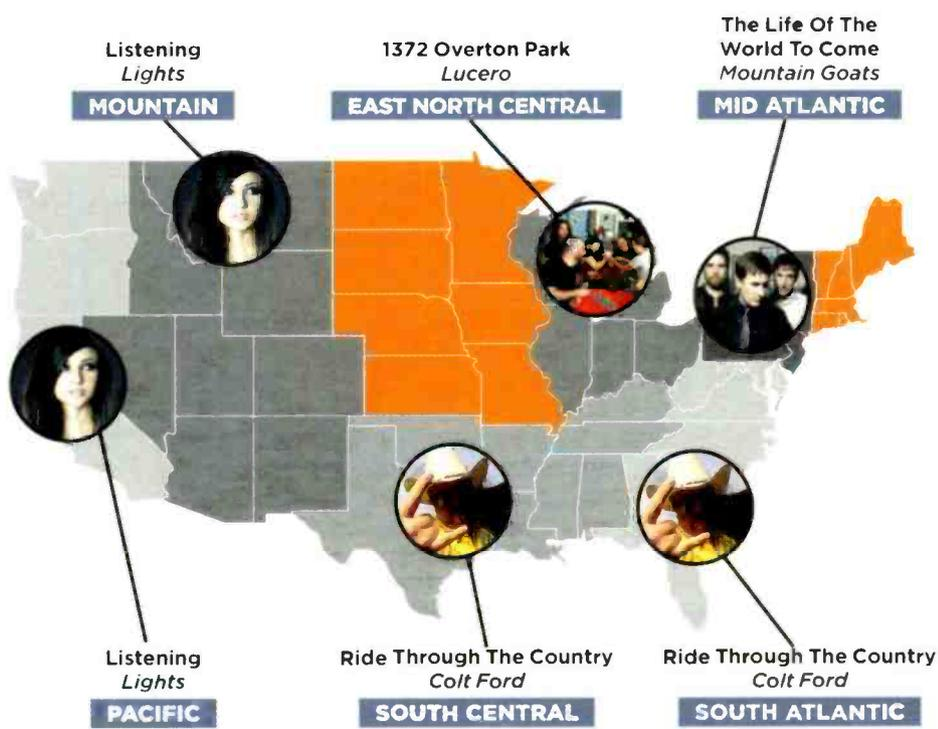 Listening
Lights
MOUNTAIN
1372 Overton Park
Lucero
EAST NORTH CENTRAL
The Life Of The
World To Come
Mountain Goats
MID ATLANTIC
Listening
Lights
PACIFIC
Ride Through The Country
Colt Ford
SOUTH CENTRAL
Ride Through The Country
Colt Ford
SOUTH ATLANTIC